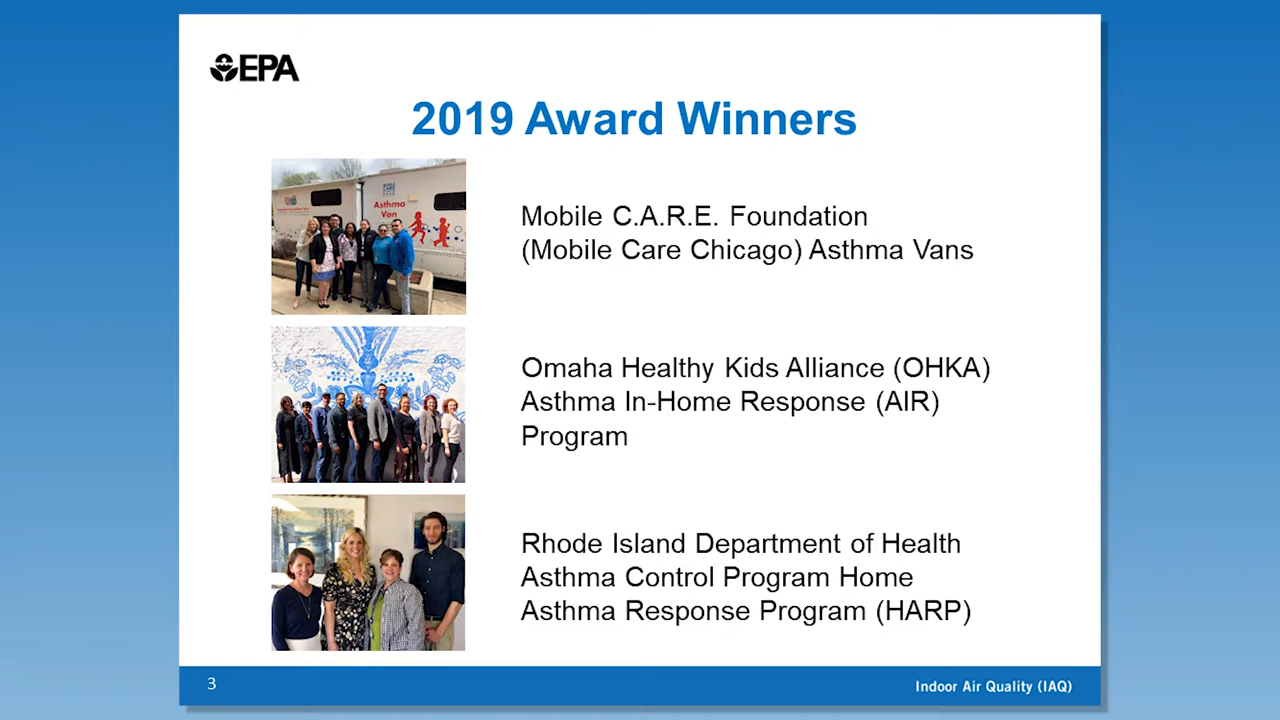 EPA
2019 Award Winners
Asthma
Van
Mobile C.A.R.E. Foundation
(Mobile Care Chicago) Asthma Vans
Omaha Healthy Kids Alliance (OHKA)
Asthma In-Home Response (AIR)
Program
Rhode Island Department of Health
Asthma Control Program Home
Asthma Response Program (HARP)
3
Indoor Air Quality (IAQ)